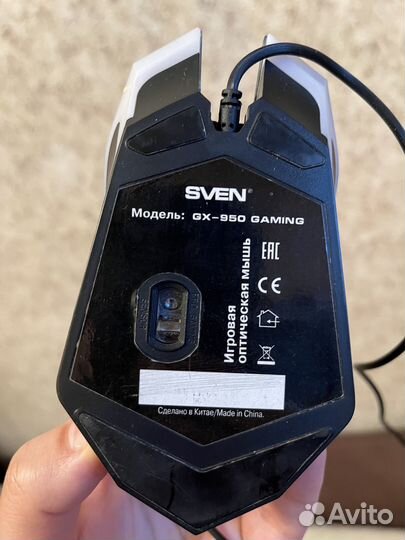 SVEN®
Модель: GX-950 GAMING
Игровая
оптическая мышь
EAC
CE
Сделано в Китае/Made in China.
Avito